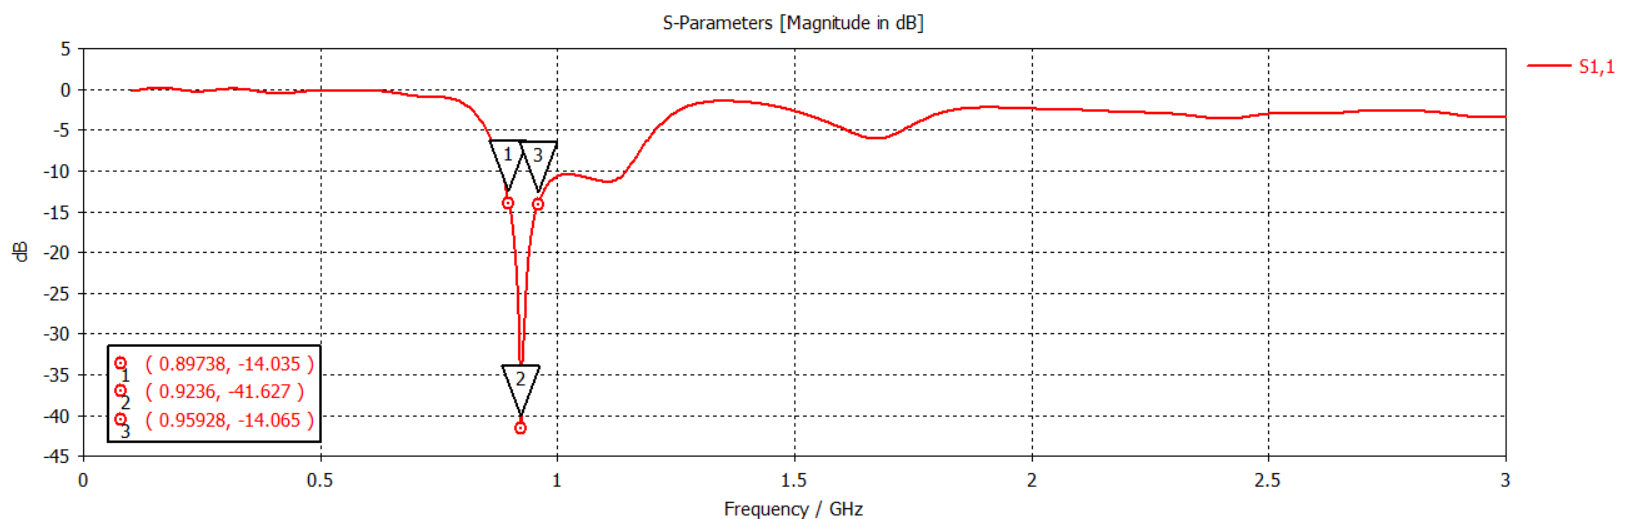 S-Parameters [Magnitude in dB]
S1,1
5
0
-5
-10
-15
-20
-25
-30
-35
-40
-45
dB
1
3
2
1 ( 0.89738, -14.035 )
2 ( 0.9236, -41.627 )
3 ( 0.95928, -14.065 )
0 0.5 1 1.5 2 2.5 3
Frequency / GHz